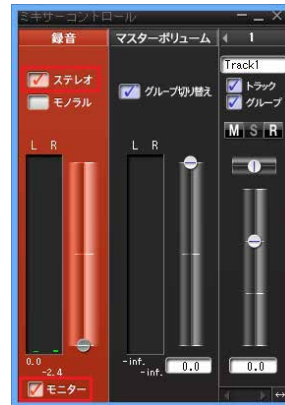 ミキサーコントロール
録音
マスターボリューム
1
ステレオ
モノラル
グループ切り替え
Track1
トラック
グループ
M S R
L R
L R
0.0
-2.4
-inf.
-inf.
0.0
0.0
モニター